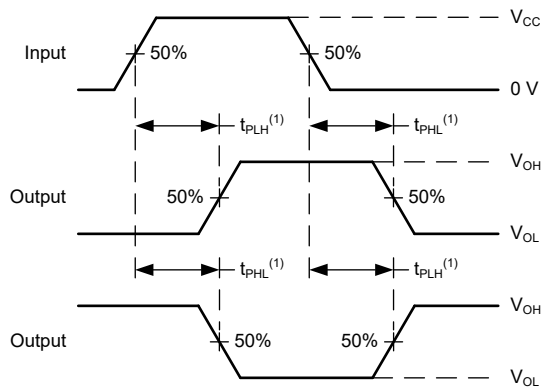 V_CC
Input 50% 50%
0 V
t_PLH(1) t_PHL(1)
V_OH
Output 50% 50%
V_OL
t_PHL(1) t_PLH(1)
V_OH
Output 50% 50%
V_OL